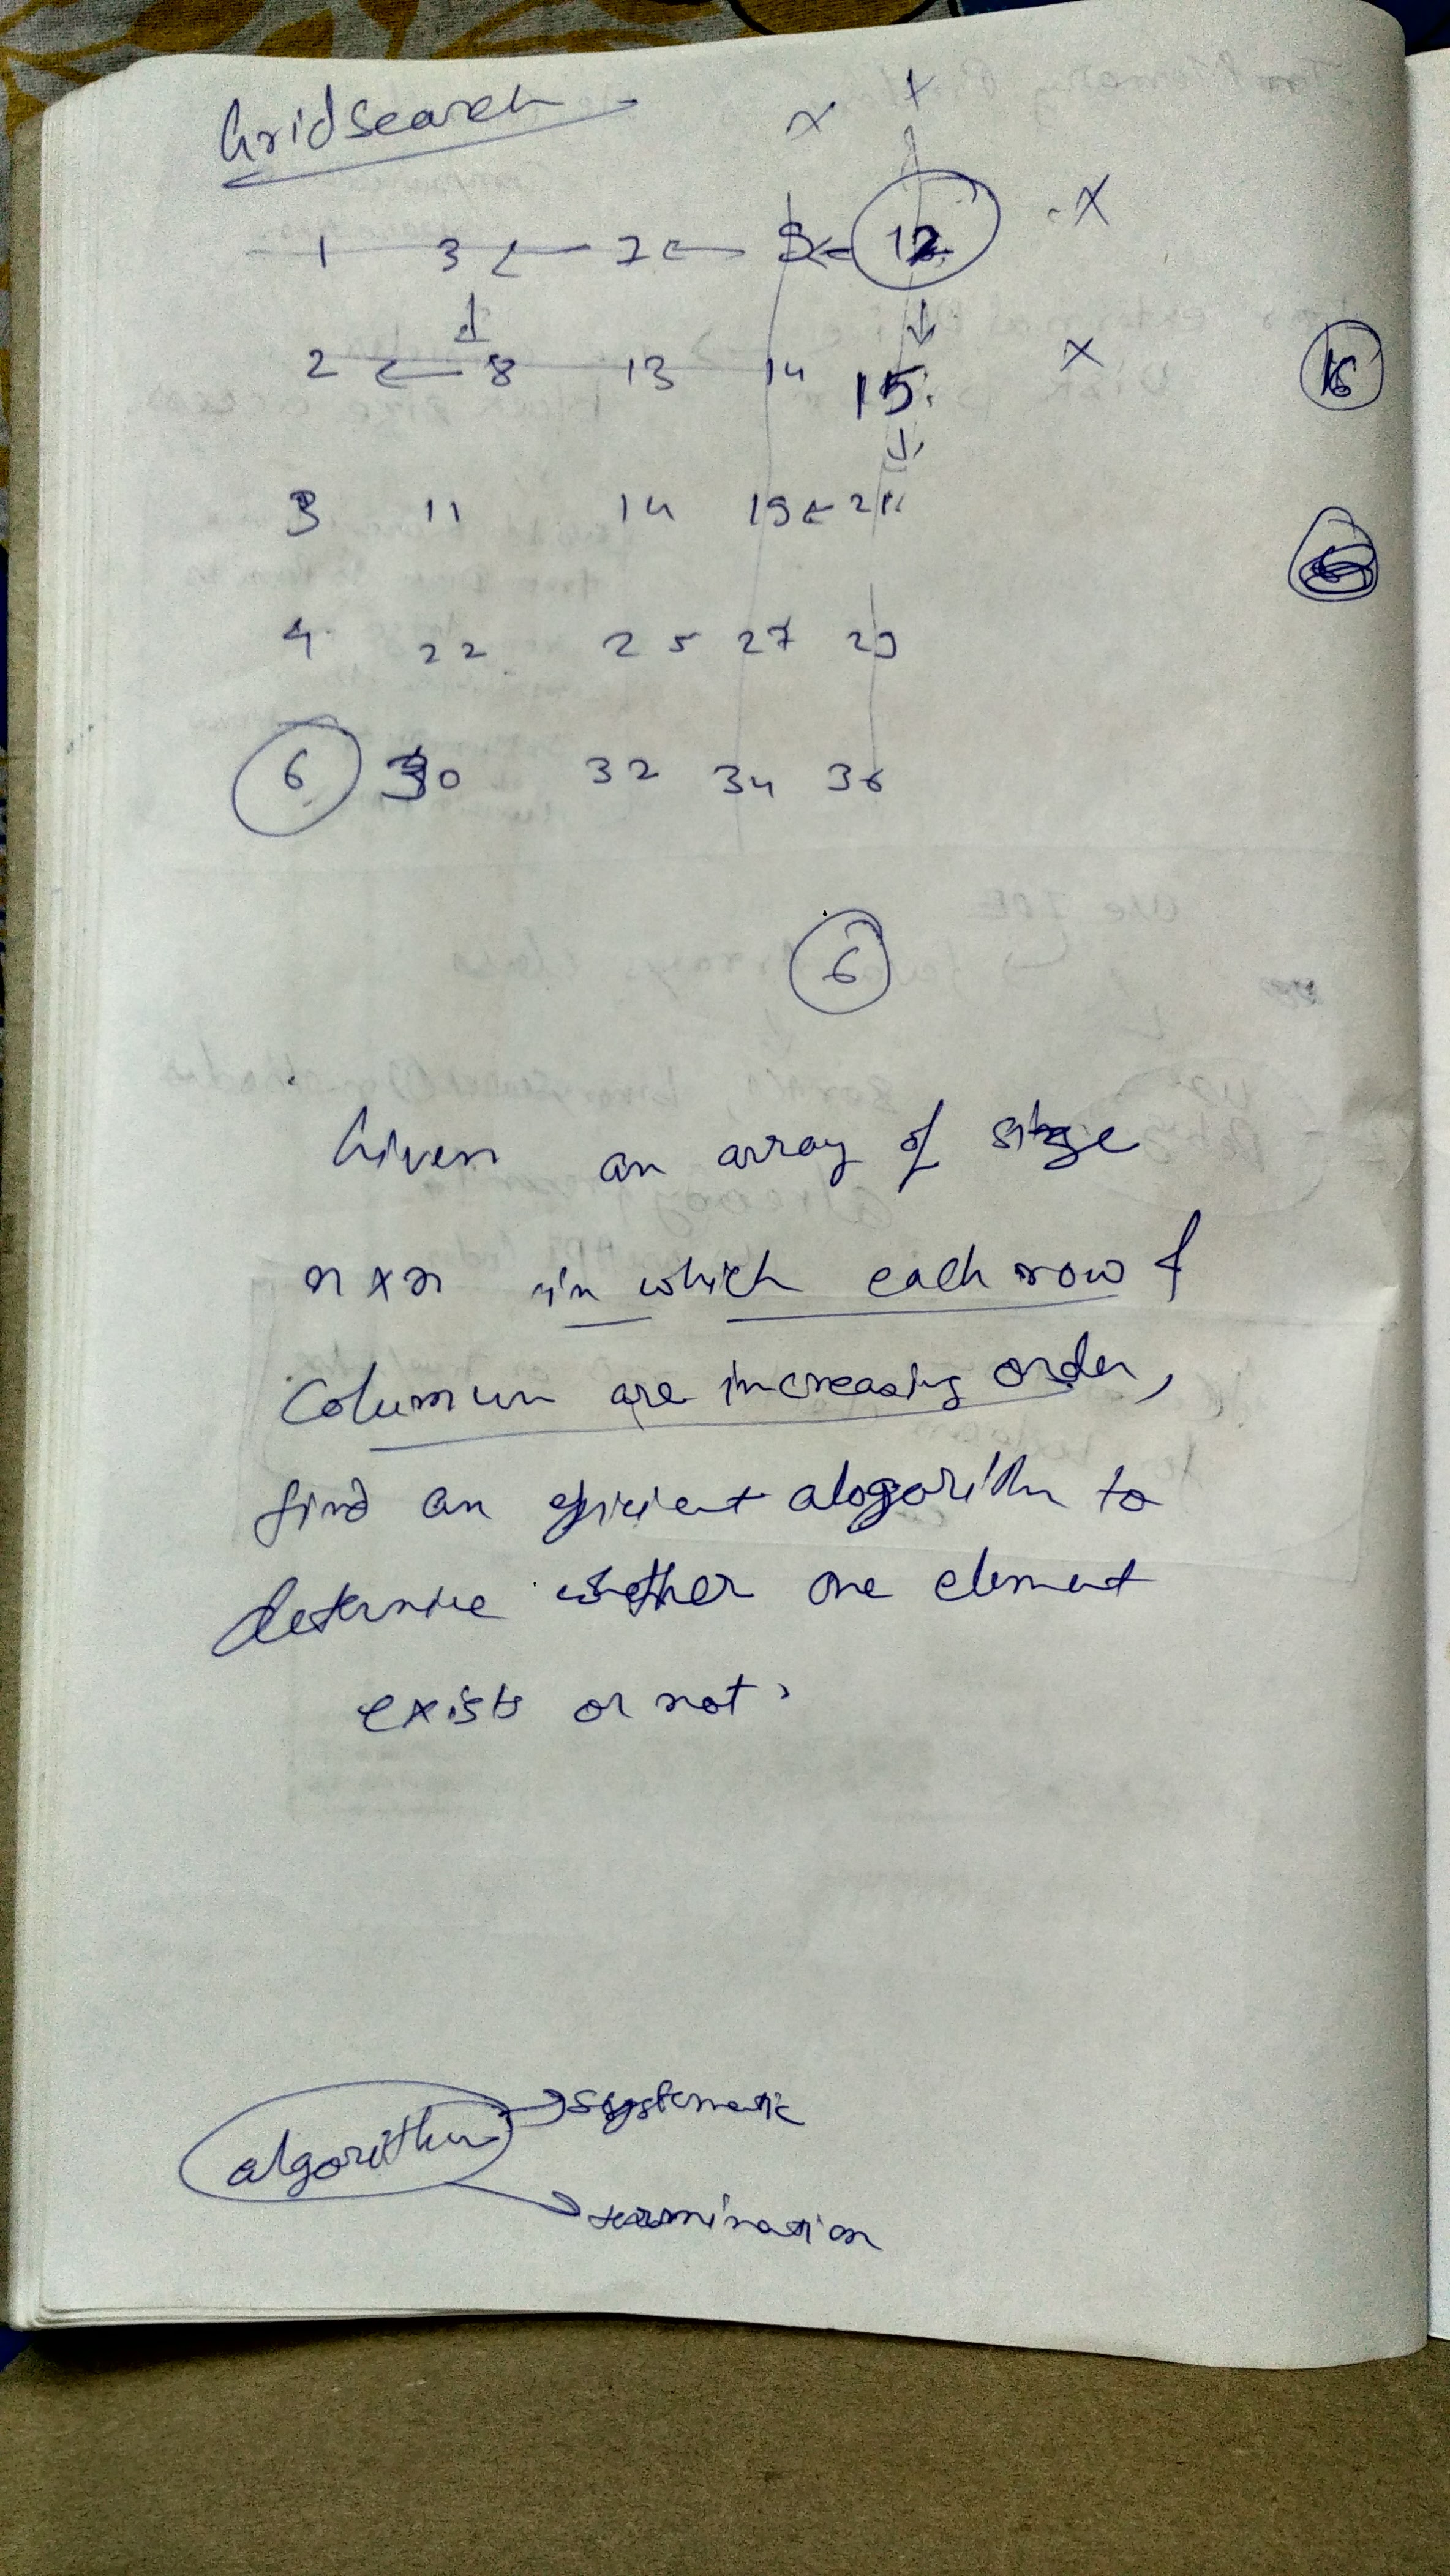 Gridsearch
x x
1 3 ← 7 ← 9 ← 12 x
↓ ↓
2 ← 8 13 14 15 x 16
↓
3 11 14 19 ← 21
4 22 25 27 29
6 30 32 34 36
6
Given an array of size
n x n in which each row &
Column are increasing order,
find an efficient alogorithm to
determine whether one element
exists or not.
algorithm → systematic
→ termination